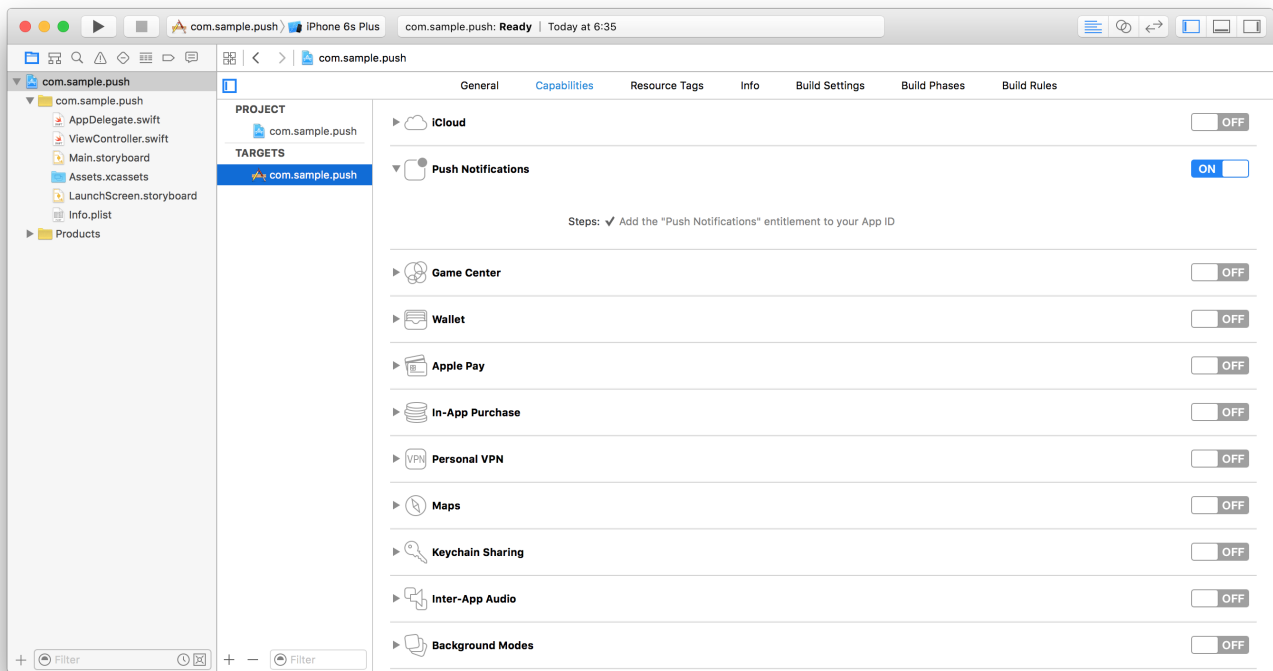 com.sample.push iPhone 6s Plus com.sample.push: Ready | Today at 6:35
com.sample.push
com.sample.push
com.sample.push
AppDelegate.swift
ViewController.swift
Main.storyboard
Assets.xcassets
LaunchScreen.storyboard
Info.plist
Products
Filter
General Capabilities Resource Tags Info Build Settings Build Phases Build Rules
PROJECT
com.sample.push
TARGETS
com.sample.push
Filter
iCloud OFF
Push Notifications ON
Steps: ✓ Add the "Push Notifications" entitlement to your App ID
Game Center OFF
Wallet OFF
Apple Pay OFF
In-App Purchase OFF
VPN Personal VPN OFF
Maps OFF
Keychain Sharing OFF
Inter-App Audio OFF
Background Modes OFF